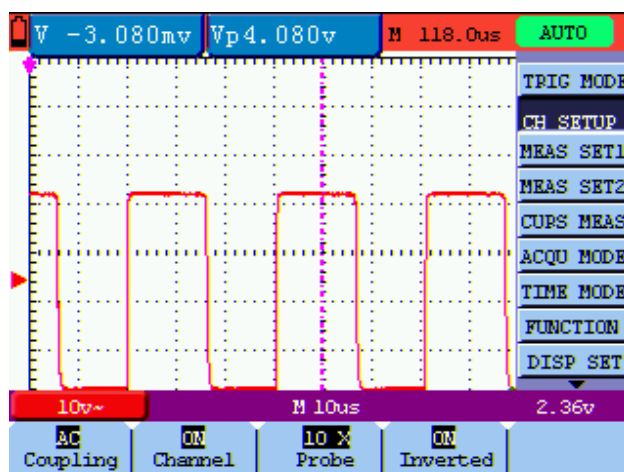 V -3.080mv Vp4.080v M 118.0us AUTO
TRIG MODE
CH SETUP
MEAS SET1
MEAS SET2
CURS MEAS
ACQU MODE
TIME MODE
FUNCTION
DISP SET
10v~ M 10us 2.36v
AC ON 10 X ON
Coupling Channel Probe Inverted